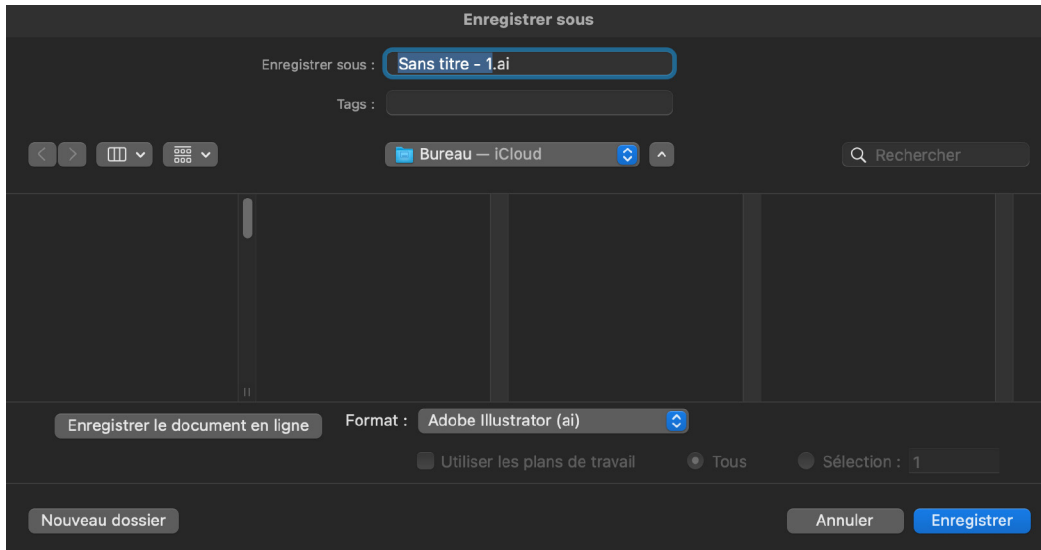 Enregistrer sous
Enregistrer sous : Sans titre - 1.ai
Tags :
Bureau — iCloud
Rechercher
Enregistrer le document en ligne
Format : Adobe Illustrator (ai)
Utiliser les plans de travail Tous Sélection : 1
Nouveau dossier
Annuler Enregistrer